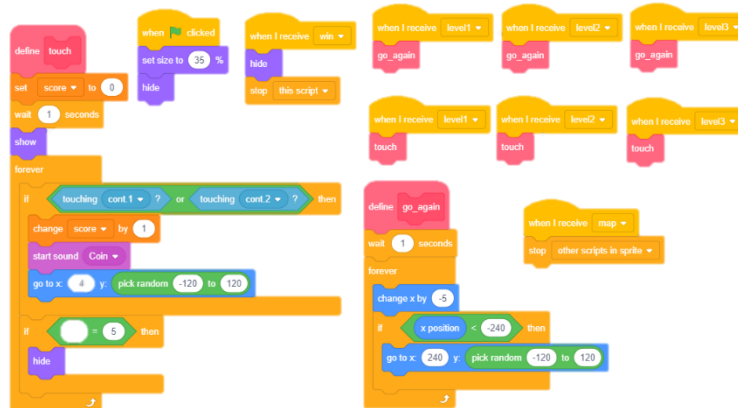 define touch
set score to 0
wait 1 seconds
show
forever
if touching cont.1 ? or touching cont.2 ? then
change score by 1
start sound Coin
go to x: 4 y: pick random -120 to 120
if = 5 then
hide
when clicked
set size to 35 %
hide
when I receive win
hide
stop this script
when I receive level1
go_again
when I receive level2
go_again
when I receive level3
go_again
when I receive level1
touch
when I receive level2
touch
when I receive level3
touch
define go_again
wait 1 seconds
forever
change x by -5
if x position < -240 then
go to x: 240 y: pick random -120 to 120
when I receive map
stop other scripts in sprite